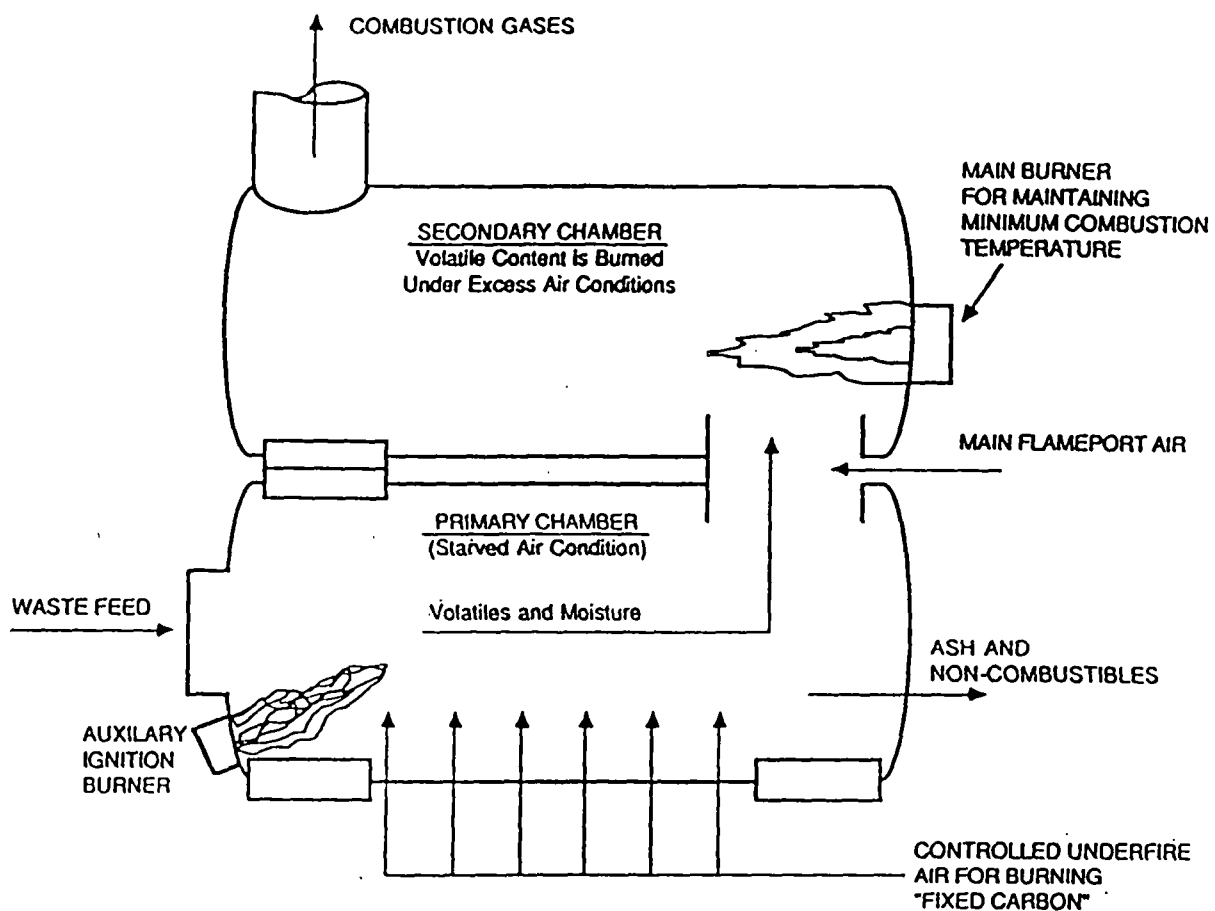 COMBUSTION GASES
MAIN BURNER
FOR MAINTAINING
MINIMUM COMBUSTION
TEMPERATURE
SECONDARY CHAMBER
Volatile Content is Burned
Under Excess Air Conditions
MAIN FLAMEPORT AIR
PRIMARY CHAMBER
(Starved Air Condition)
WASTE FEED
Volatiles and Moisture
ASH AND
NON-COMBUSTIBLES
AUXILARY
IGNITION
BURNER
CONTROLLED UNDERFIRE
AIR FOR BURNING
"FIXED CARBON"